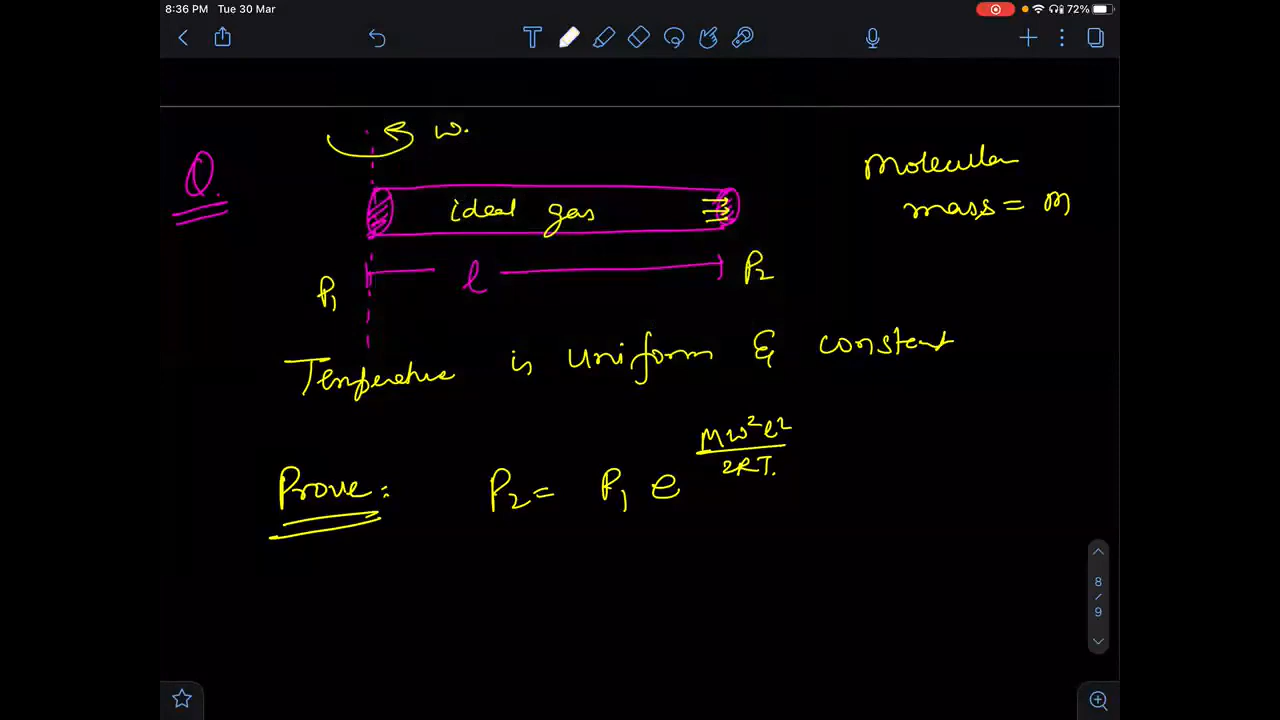 8:36 PM Tue 30 Mar
72%
ω.
Q.
Molecular
mass = M
ideal gas
P₁
l
P₂
Temperature is uniform & constant
Prove: P₂ = P₁ e^(Mω²l²/2RT.)
8
/
9